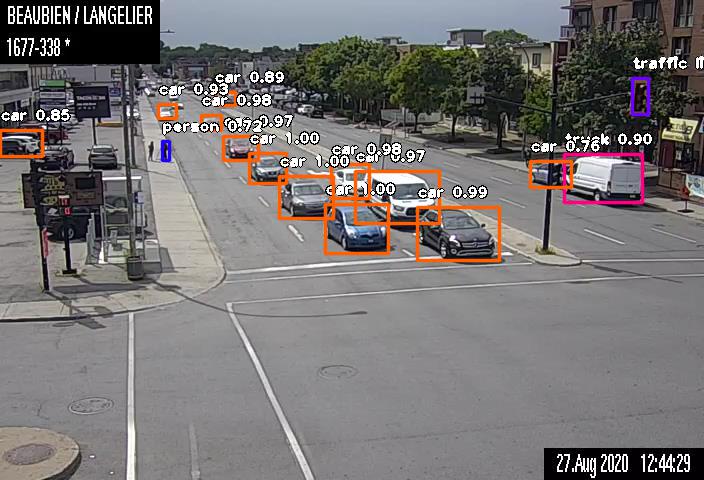 BEAUBIEN / LANGELIER
1677-338 *
car 0.89
traffic
car 0.93
car 0.98
car 0.85
person 0.72
0.97
car 1.00
truck 0.90
car 0.76
car 0.98
car 1.00
car 0.97
1.00
car 0.99
27.Aug 2020 12:44:29